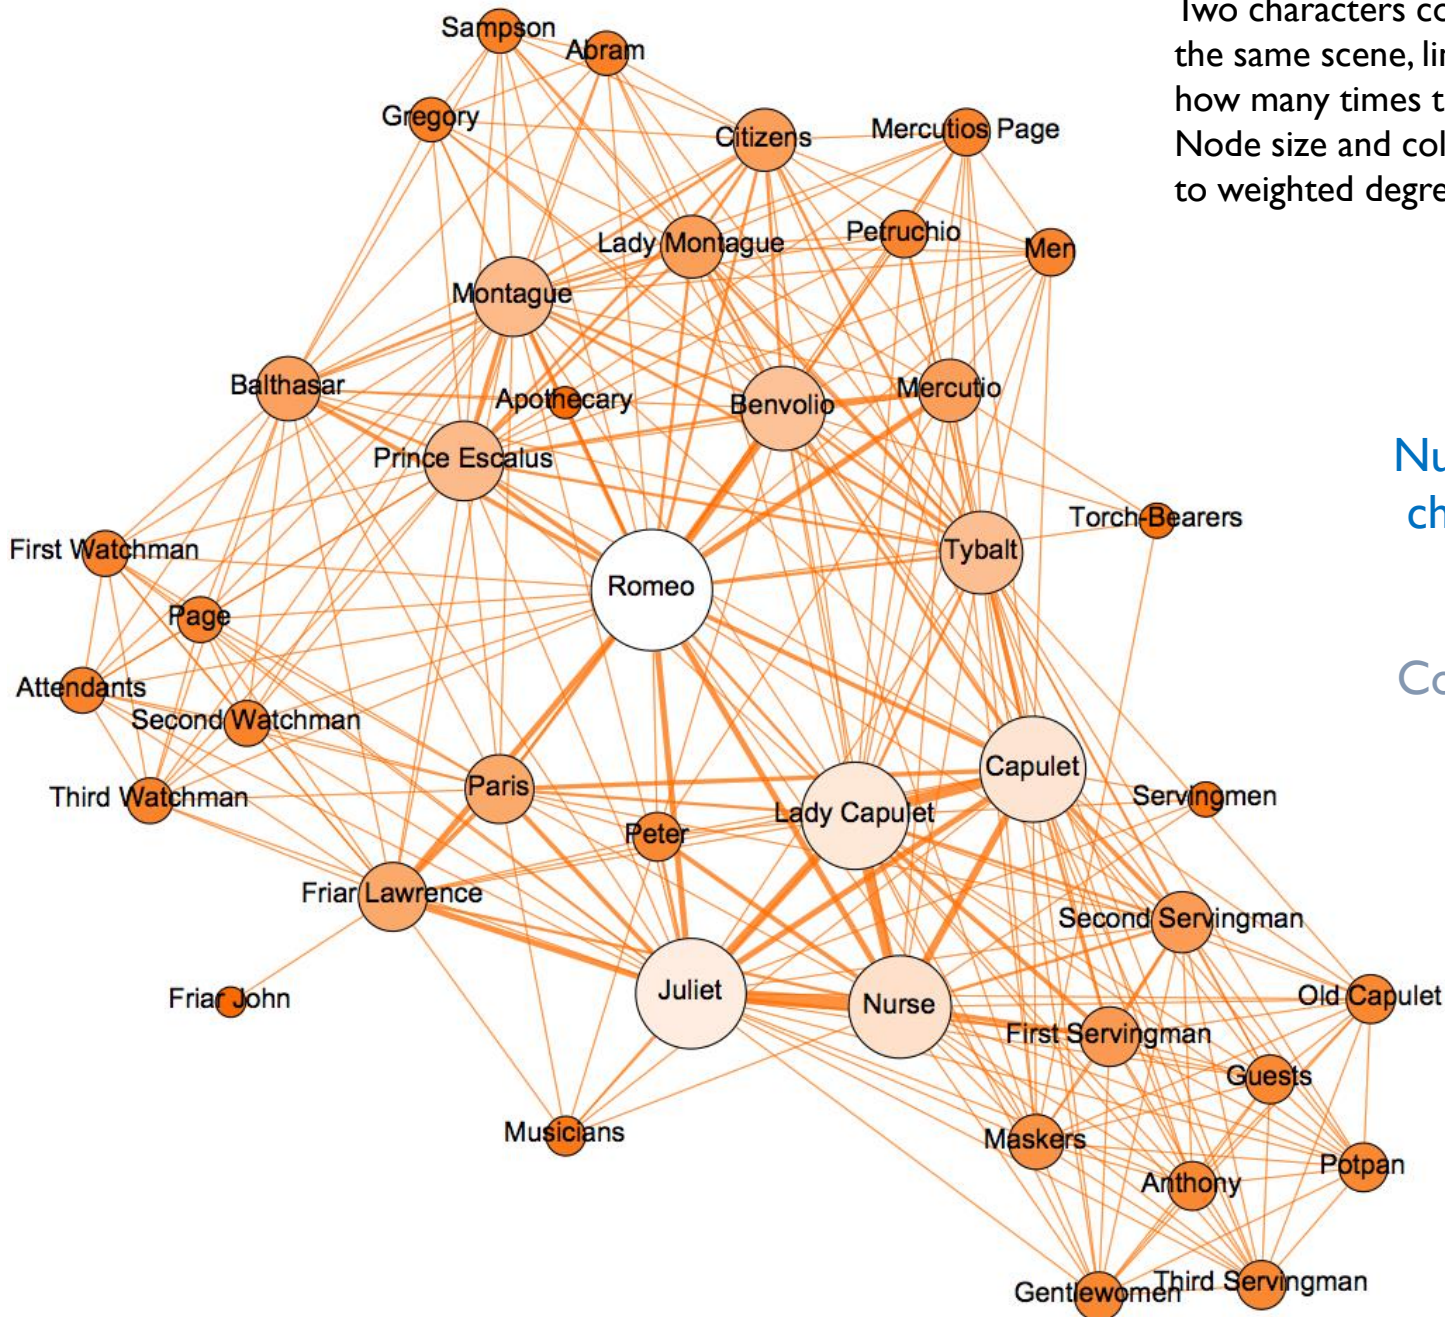 Two characters co
the same scene, lin
how many times t
Node size and col
to weighted degre
Sampson
Abram
Gregory
Citizens
Mercutios Page
Lady Montague
Petruchio
Men
Montague
Balthasar
Apothecary
Benvolio
Mercutio
Prince Escalus
Nu
ch
Torch-Bearers
First Watchman
Tybalt
Romeo
Page
Attendants
Second Watchman
Co
Third Watchman
Paris
Capulet
Lady Capulet
Servingmen
Peter
Friar Lawrence
Second Servingman
Friar John
Juliet
Nurse
Old Capulet
First Servingman
Guests
Musicians
Maskers
Potpan
Anthony
Gentlewomen
Third Servingman